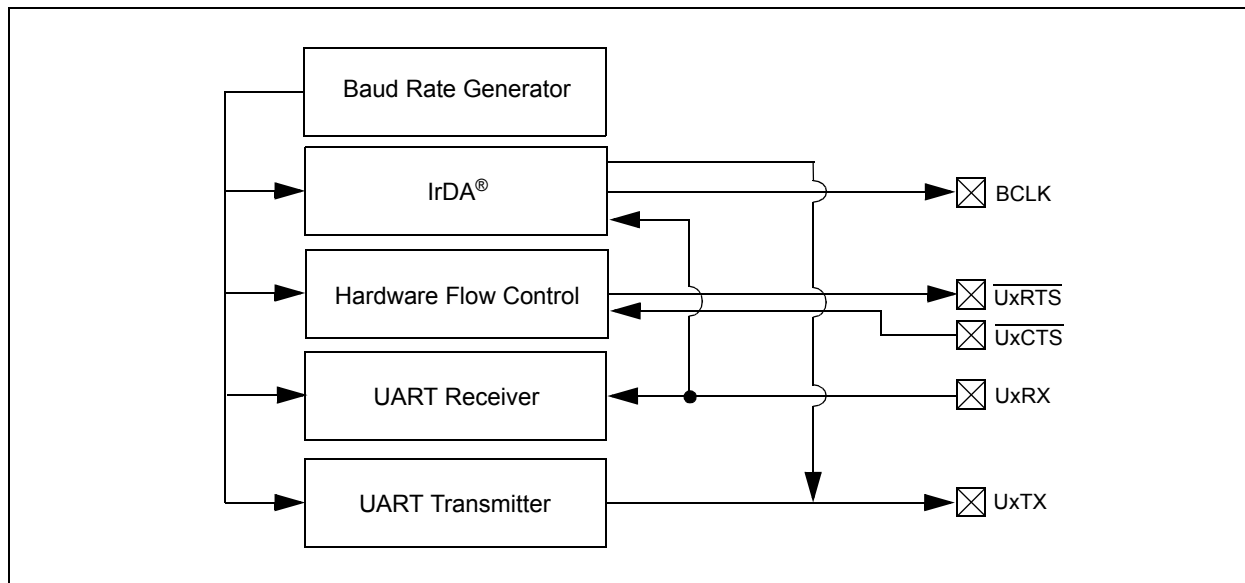 Baud Rate Generator
IrDA®
BCLK
Hardware Flow Control
UxRTS
UxCTS
UART Receiver
UxRX
UART Transmitter
UxTX